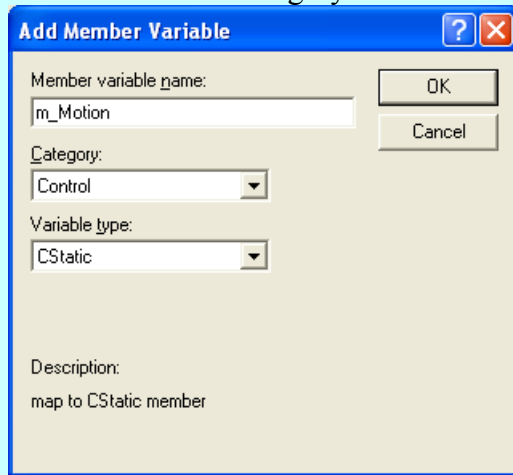 Add Member Variable
Member variable name:
OK
m_Motion
Cancel
Category:
Control
Variable type:
CStatic
Description:
map to CStatic member